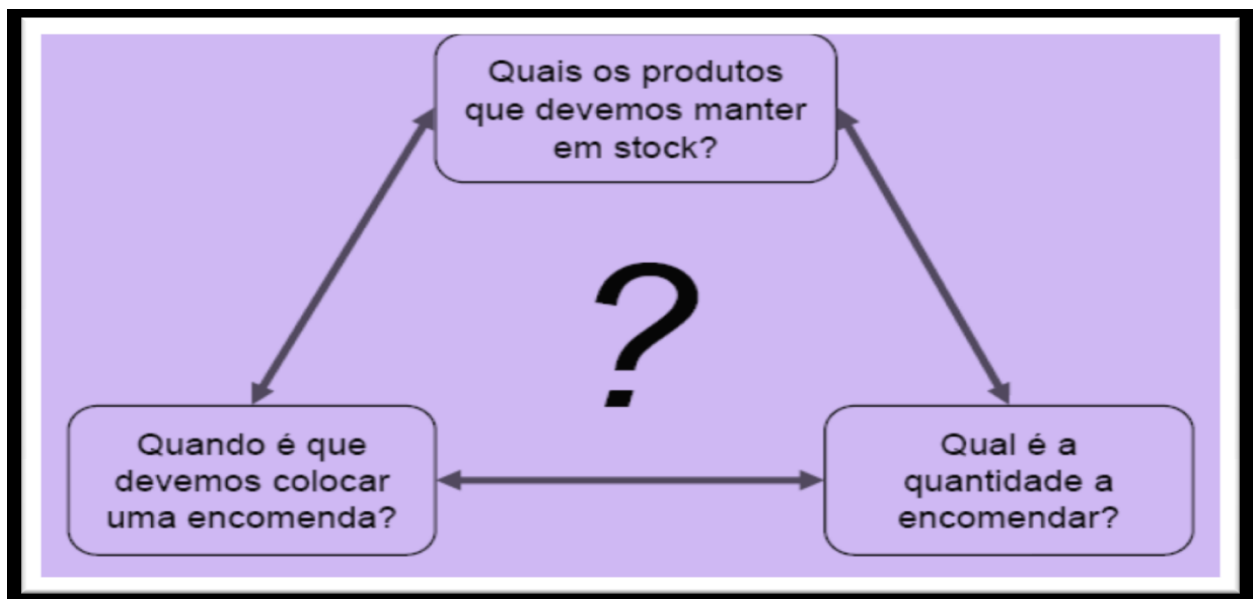 Quais os produtos
que devemos manter
em stock?
?
Quando é que
devemos colocar
uma encomenda?
Qual é a
quantidade a
encomendar?